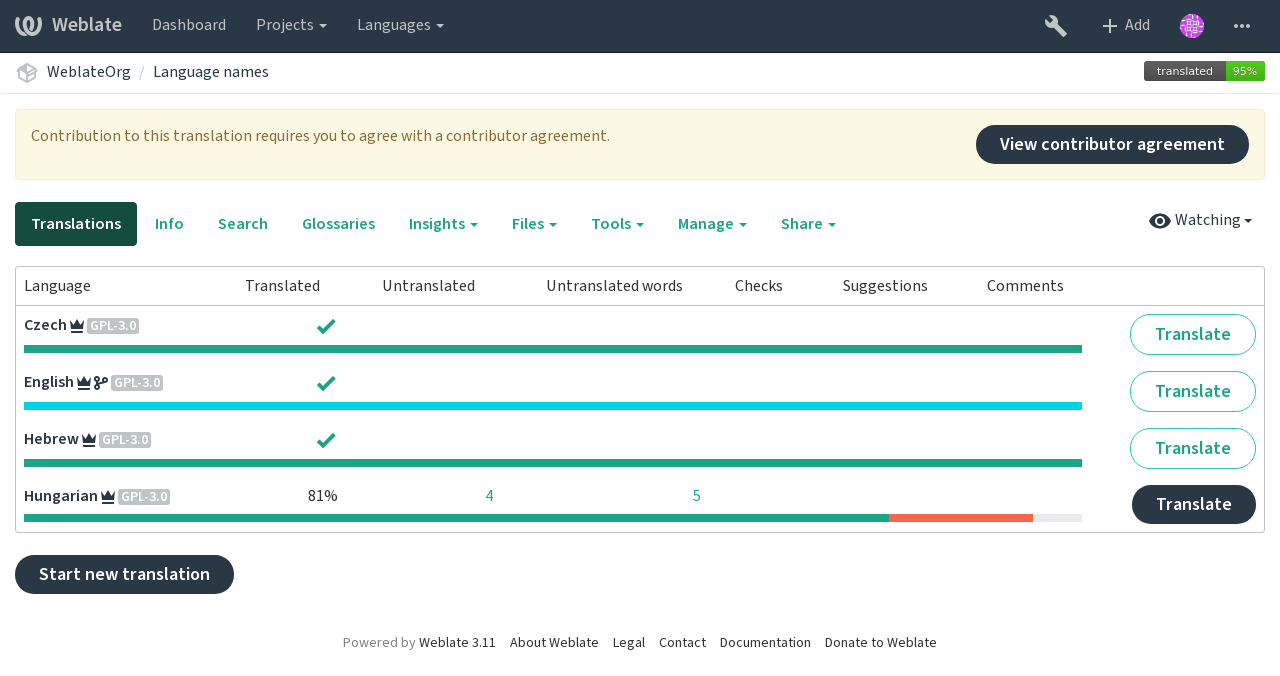 Weblate Dashboard Projects Languages Add
WeblateOrg / Language names translated 95%
Contribution to this translation requires you to agree with a contributor agreement. View contributor agreement
Translations Info Search Glossaries Insights Files Tools Manage Share Watching
Language Translated Untranslated Untranslated words Checks Suggestions Comments
Czech GPL-3.0 Translate
English GPL-3.0 Translate
Hebrew GPL-3.0 Translate
Hungarian GPL-3.0 81% 4 5 Translate
Start new translation
Powered by Weblate 3.11 About Weblate Legal Contact Documentation Donate to Weblate